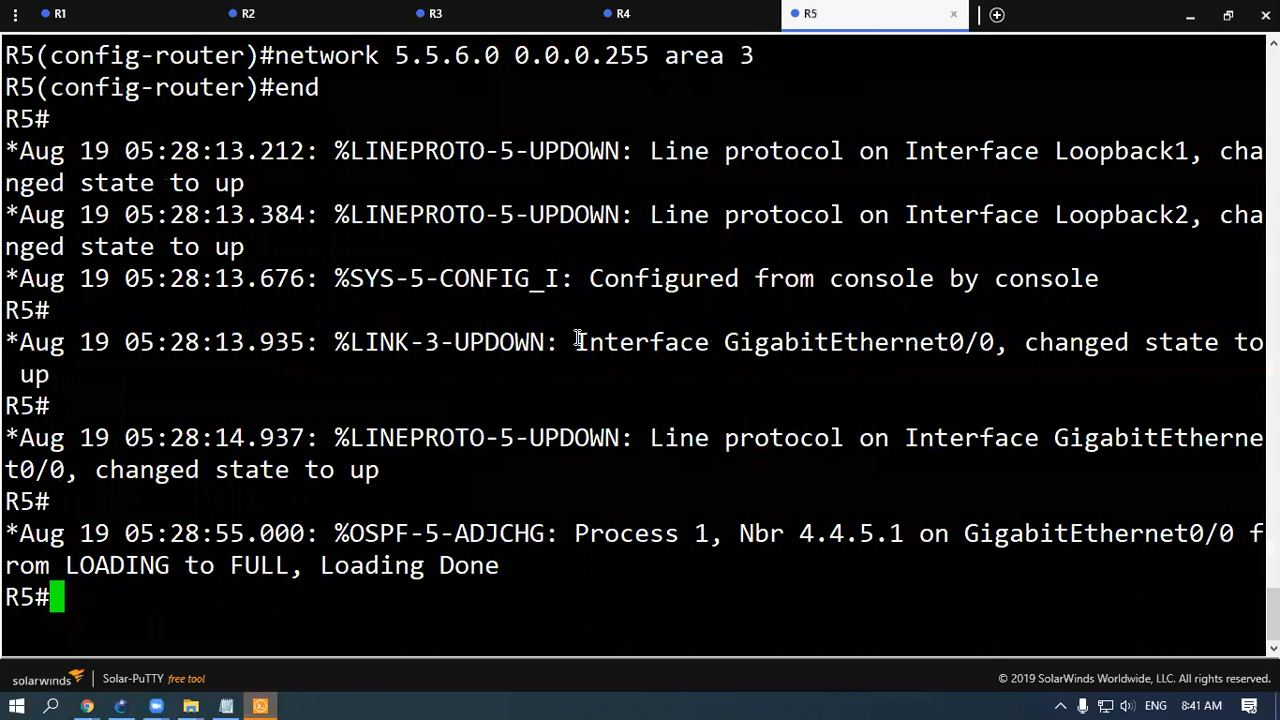 R1
R2
R3
R4
R5
R5(config-router)#network 5.5.6.0 0.0.0.255 area 3
R5(config-router)#end
R5#
*Aug 19 05:28:13.212: %LINEPROTO-5-UPDOWN: Line protocol on Interface Loopback1, cha
nged state to up
*Aug 19 05:28:13.384: %LINEPROTO-5-UPDOWN: Line protocol on Interface Loopback2, cha
nged state to up
*Aug 19 05:28:13.676: %SYS-5-CONFIG_I: Configured from console by console
R5#
*Aug 19 05:28:13.935: %LINK-3-UPDOWN: Interface GigabitEthernet0/0, changed state to
up
R5#
*Aug 19 05:28:14.937: %LINEPROTO-5-UPDOWN: Line protocol on Interface GigabitEtherne
t0/0, changed state to up
R5#
*Aug 19 05:28:55.000: %OSPF-5-ADJCHG: Process 1, Nbr 4.4.5.1 on GigabitEthernet0/0 f
rom LOADING to FULL, Loading Done
R5#
solarwinds
Solar-PuTTY free tool
© 2019 SolarWinds Worldwide, LLC. All rights reserved.
ENG
8:41 AM